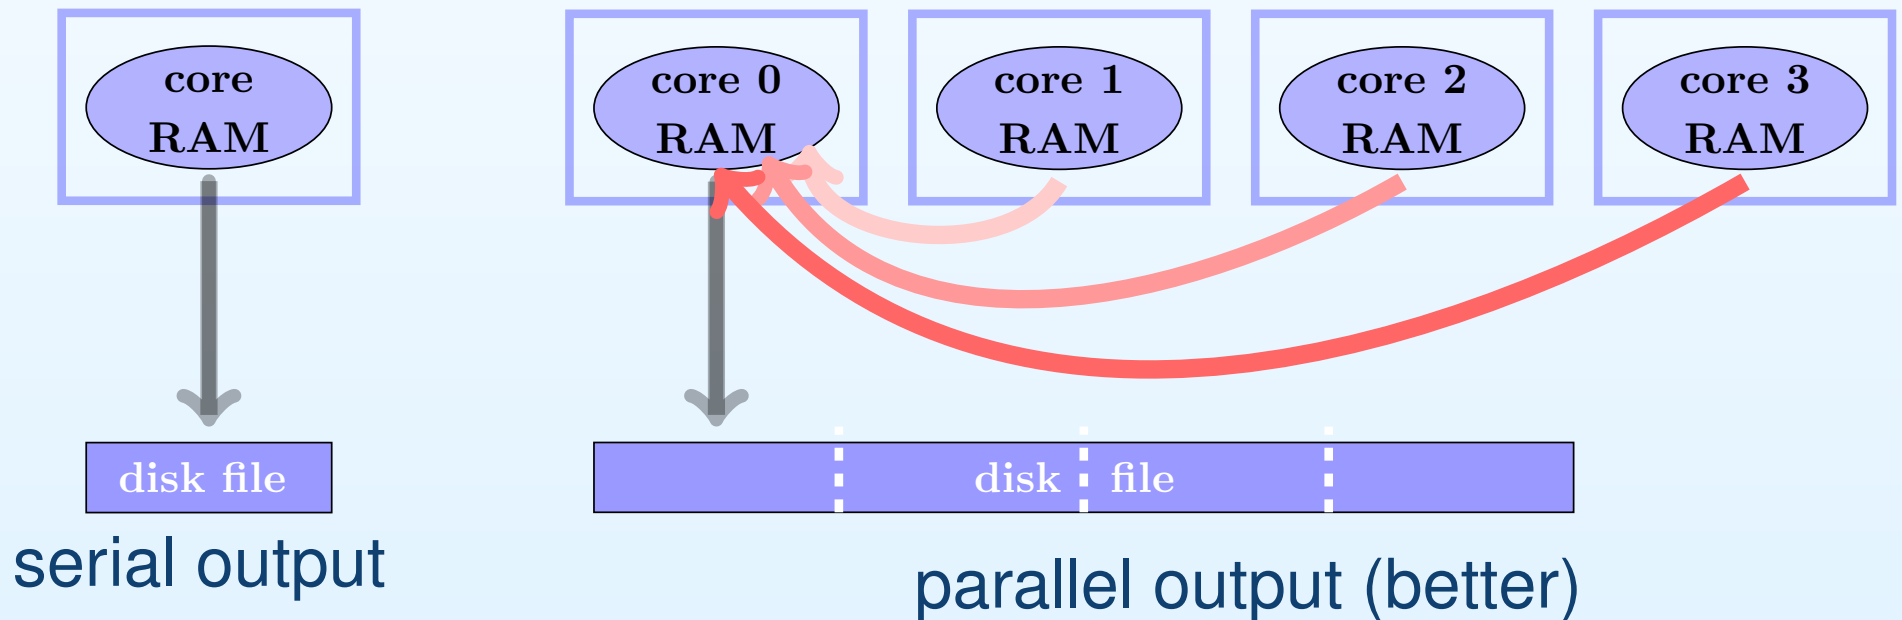 core
RAM
core 0
RAM
core 1
RAM
core 2
RAM
core 3
RAM
disk file
disk file
serial output
parallel output (better)